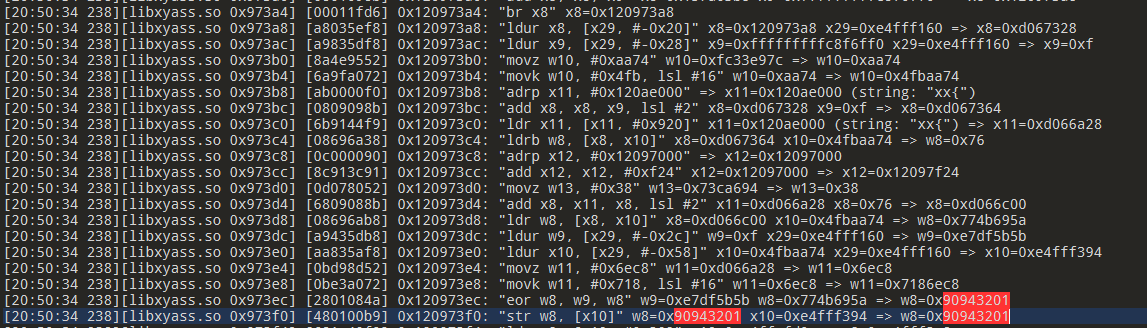 [20:50:34 238][libxyass.so 0x973a4] [00011fd6] 0x120973a4: "br x8" x8=0x120973a8
[20:50:34 238][libxyass.so 0x973a8] [a8035ef8] 0x120973a8: "ldur x8, [x29, #-0x20]" x8=0x120973a8 x29=0xe4fff160 => x8=0xd067328
[20:50:34 238][libxyass.so 0x973ac] [a9835df8] 0x120973ac: "ldur x9, [x29, #-0x28]" x9=0xfffffffffc8f6ff0 x29=0xe4fff160 => x9=0xf
[20:50:34 238][libxyass.so 0x973b0] [8a4e9552] 0x120973b0: "movz w10, #0xaa74" w10=0xfc33e97c => w10=0xaa74
[20:50:34 238][libxyass.so 0x973b4] [6a9fa072] 0x120973b4: "movk w10, #0x4fb, lsl #16" w10=0xaa74 => w10=0x4fbaa74
[20:50:34 238][libxyass.so 0x973b8] [ab0000f0] 0x120973b8: "adrp x11, #0x120ae000" => x11=0x120ae000 (string: "xx{")
[20:50:34 238][libxyass.so 0x973bc] [0809098b] 0x120973bc: "add x8, x8, x9, lsl #2" x8=0xd067328 x9=0xf => x8=0xd067364
[20:50:34 238][libxyass.so 0x973c0] [6b9144f9] 0x120973c0: "ldr x11, [x11, #0x920]" x11=0x120ae000 (string: "xx{") => x11=0xd066a28
[20:50:34 238][libxyass.so 0x973c4] [08696a38] 0x120973c4: "ldrb w8, [x8, x10]" x8=0xd067364 x10=0x4fbaa74 => w8=0x76
[20:50:34 238][libxyass.so 0x973c8] [0c000090] 0x120973c8: "adrp x12, #0x12097000" => x12=0x12097000
[20:50:34 238][libxyass.so 0x973cc] [8c913c91] 0x120973cc: "add x12, x12, #0xf24" x12=0x12097000 => x12=0x12097f24
[20:50:34 238][libxyass.so 0x973d0] [0d078052] 0x120973d0: "movz w13, #0x38" w13=0x73ca694 => w13=0x38
[20:50:34 238][libxyass.so 0x973d4] [6809088b] 0x120973d4: "add x8, x11, x8, lsl #2" x11=0xd066a28 x8=0x76 => x8=0xd066c00
[20:50:34 238][libxyass.so 0x973d8] [08696ab8] 0x120973d8: "ldr w8, [x8, x10]" x8=0xd066c00 x10=0x4fbaa74 => w8=0x774b695a
[20:50:34 238][libxyass.so 0x973dc] [a9435db8] 0x120973dc: "ldur w9, [x29, #-0x2c]" w9=0xf x29=0xe4fff160 => w9=0xe7df5b5b
[20:50:34 238][libxyass.so 0x973e0] [aa835af8] 0x120973e0: "ldur x10, [x29, #-0x58]" x10=0x4fbaa74 x29=0xe4fff160 => x10=0xe4fff394
[20:50:34 238][libxyass.so 0x973e4] [0bd98d52] 0x120973e4: "movz w11, #0x6ec8" w11=0xd066a28 => w11=0x6ec8
[20:50:34 238][libxyass.so 0x973e8] [0be3a072] 0x120973e8: "movk w11, #0x718, lsl #16" w11=0x6ec8 => w11=0x7186ec8
[20:50:34 238][libxyass.so 0x973ec] [2801084a] 0x120973ec: "eor w8, w9, w8" w9=0xe7df5b5b w8=0x774b695a => w8=0x90943201
[20:50:34 238][libxyass.so 0x973f0] [480100b9] 0x120973f0: "str w8, [x10]" w8=0x90943201 x10=0xe4fff394 => w8=0x90943201